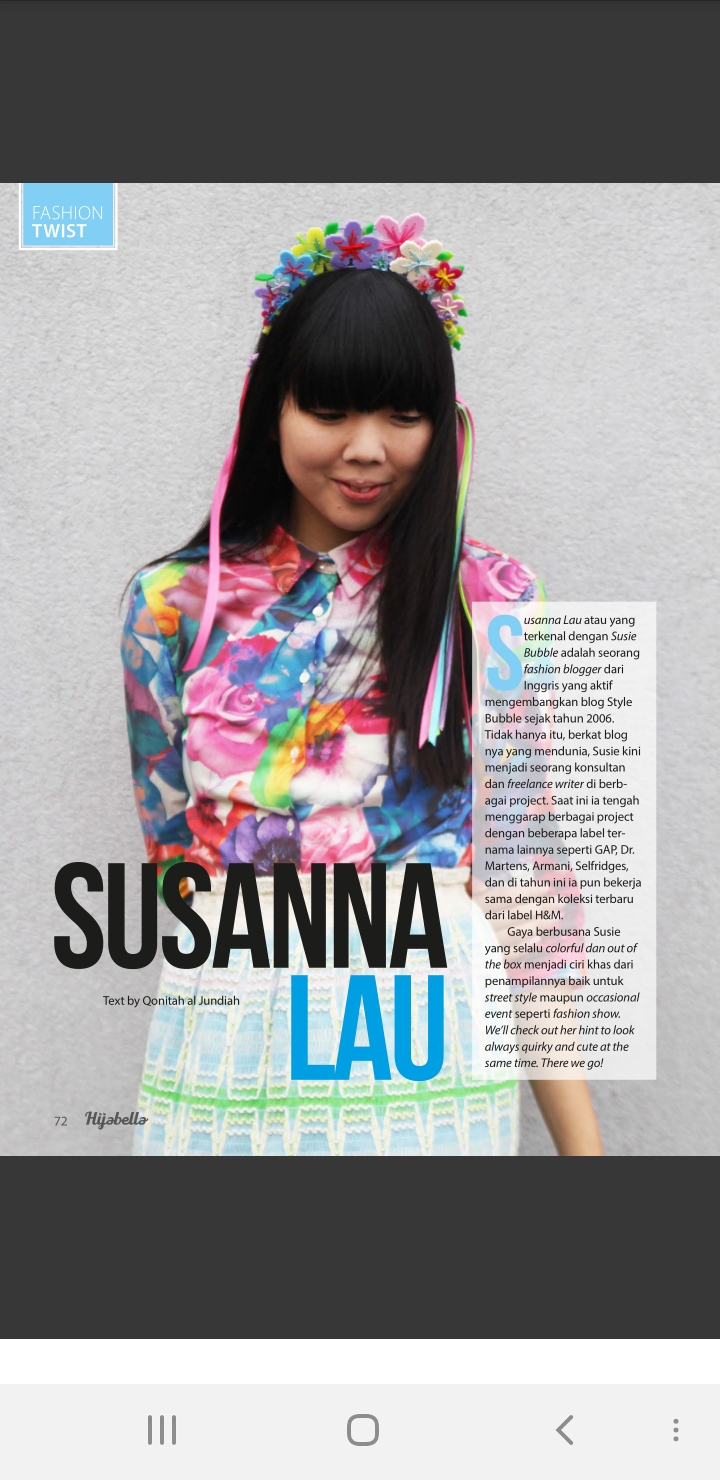 FASHION
TWIST
Susanna Lau atau yang
terkenal dengan Susie
Bubble adalah seorang
fashion blogger dari
Inggris yang aktif
mengembangkan blog Style
Bubble sejak tahun 2006.
Tidak hanya itu, berkat blog
nya yang mendunia, Susie kini
menjadi seorang konsultan
dan freelance writer di berb-
agai project. Saat ini ia tengah
menggarap berbagai project
dengan beberapa label ter-
nama lainnya seperti GAP, Dr.
Martens, Armani, Selfridges,
dan di tahun ini ia pun bekerja
sama dengan koleksi terbaru
dari label H&M.
Gaya berbusana Susie
yang selalu colorful dan out of
the box menjadi ciri khas dari
penampilannya baik untuk
street style maupun occasional
event seperti fashion show.
We'll check out her hint to look
always quirky and cute at the
same time. There we go!
SUSANNA
LAU
Text by Qonitah al Jundiah
72 Hijabella